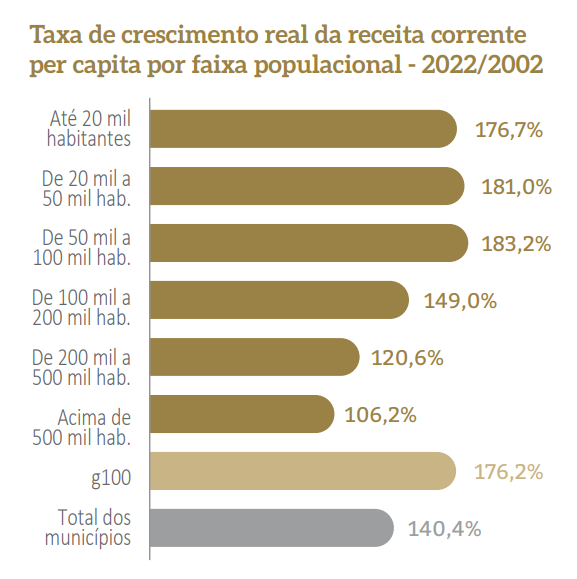 Taxa de crescimento real da receita corrente
per capita por faixa populacional - 2022/2002
Até 20 mil
habitantes
176,7%
De 20 mil a
50 mil hab.
181,0%
De 50 mil a
100 mil hab.
183,2%
De 100 mil a
200 mil hab.
149,0%
De 200 mil a
500 mil hab.
120,6%
Acima de
500 mil hab.
106,2%
g100
176,2%
Total dos
municípios
140,4%